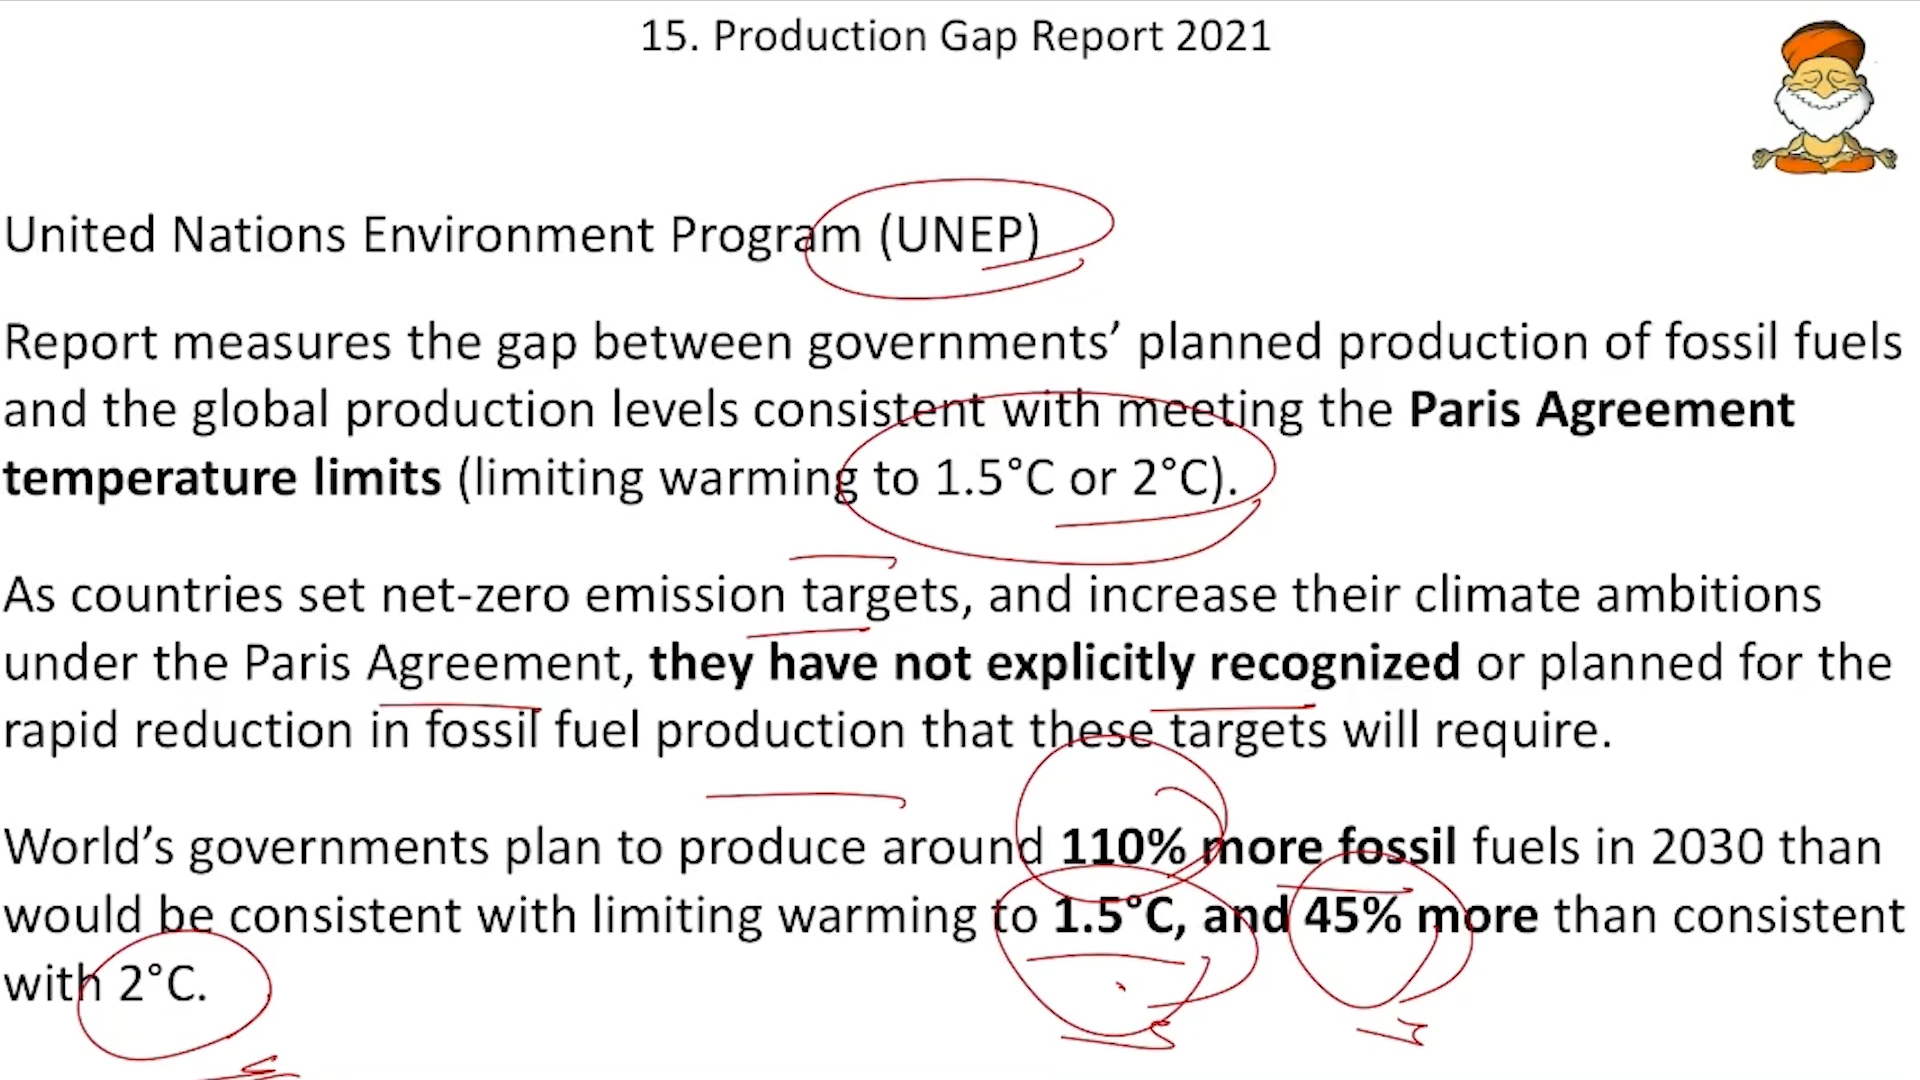 15. Production Gap Report 2021
United Nations Environment Program (UNEP)
Report measures the gap between governments’ planned production of fossil fuels
and the global production levels consistent with meeting the Paris Agreement
temperature limits (limiting warming to 1.5°C or 2°C).
As countries set net-zero emission targets, and increase their climate ambitions
under the Paris Agreement, they have not explicitly recognized or planned for the
rapid reduction in fossil fuel production that these targets will require.
World’s governments plan to produce around 110% more fossil fuels in 2030 than
would be consistent with limiting warming to 1.5°C, and 45% more than consistent
with 2°C.